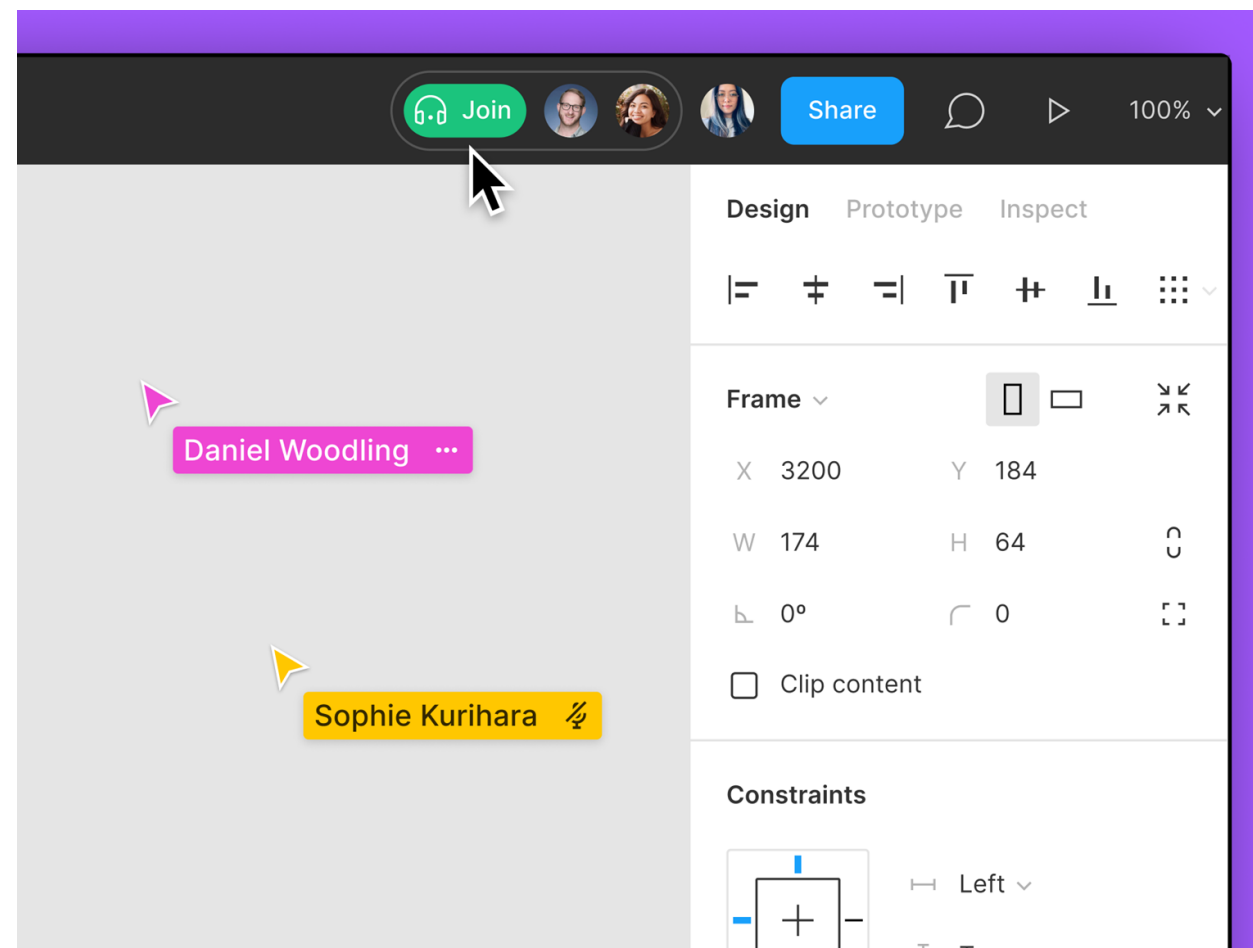 Join
Share
100%
Design Prototype Inspect
Frame
X 3200 Y 184
Daniel Woodling ···
W 174 H 64
0º 0
Clip content
Sophie Kurihara
Constraints
Left